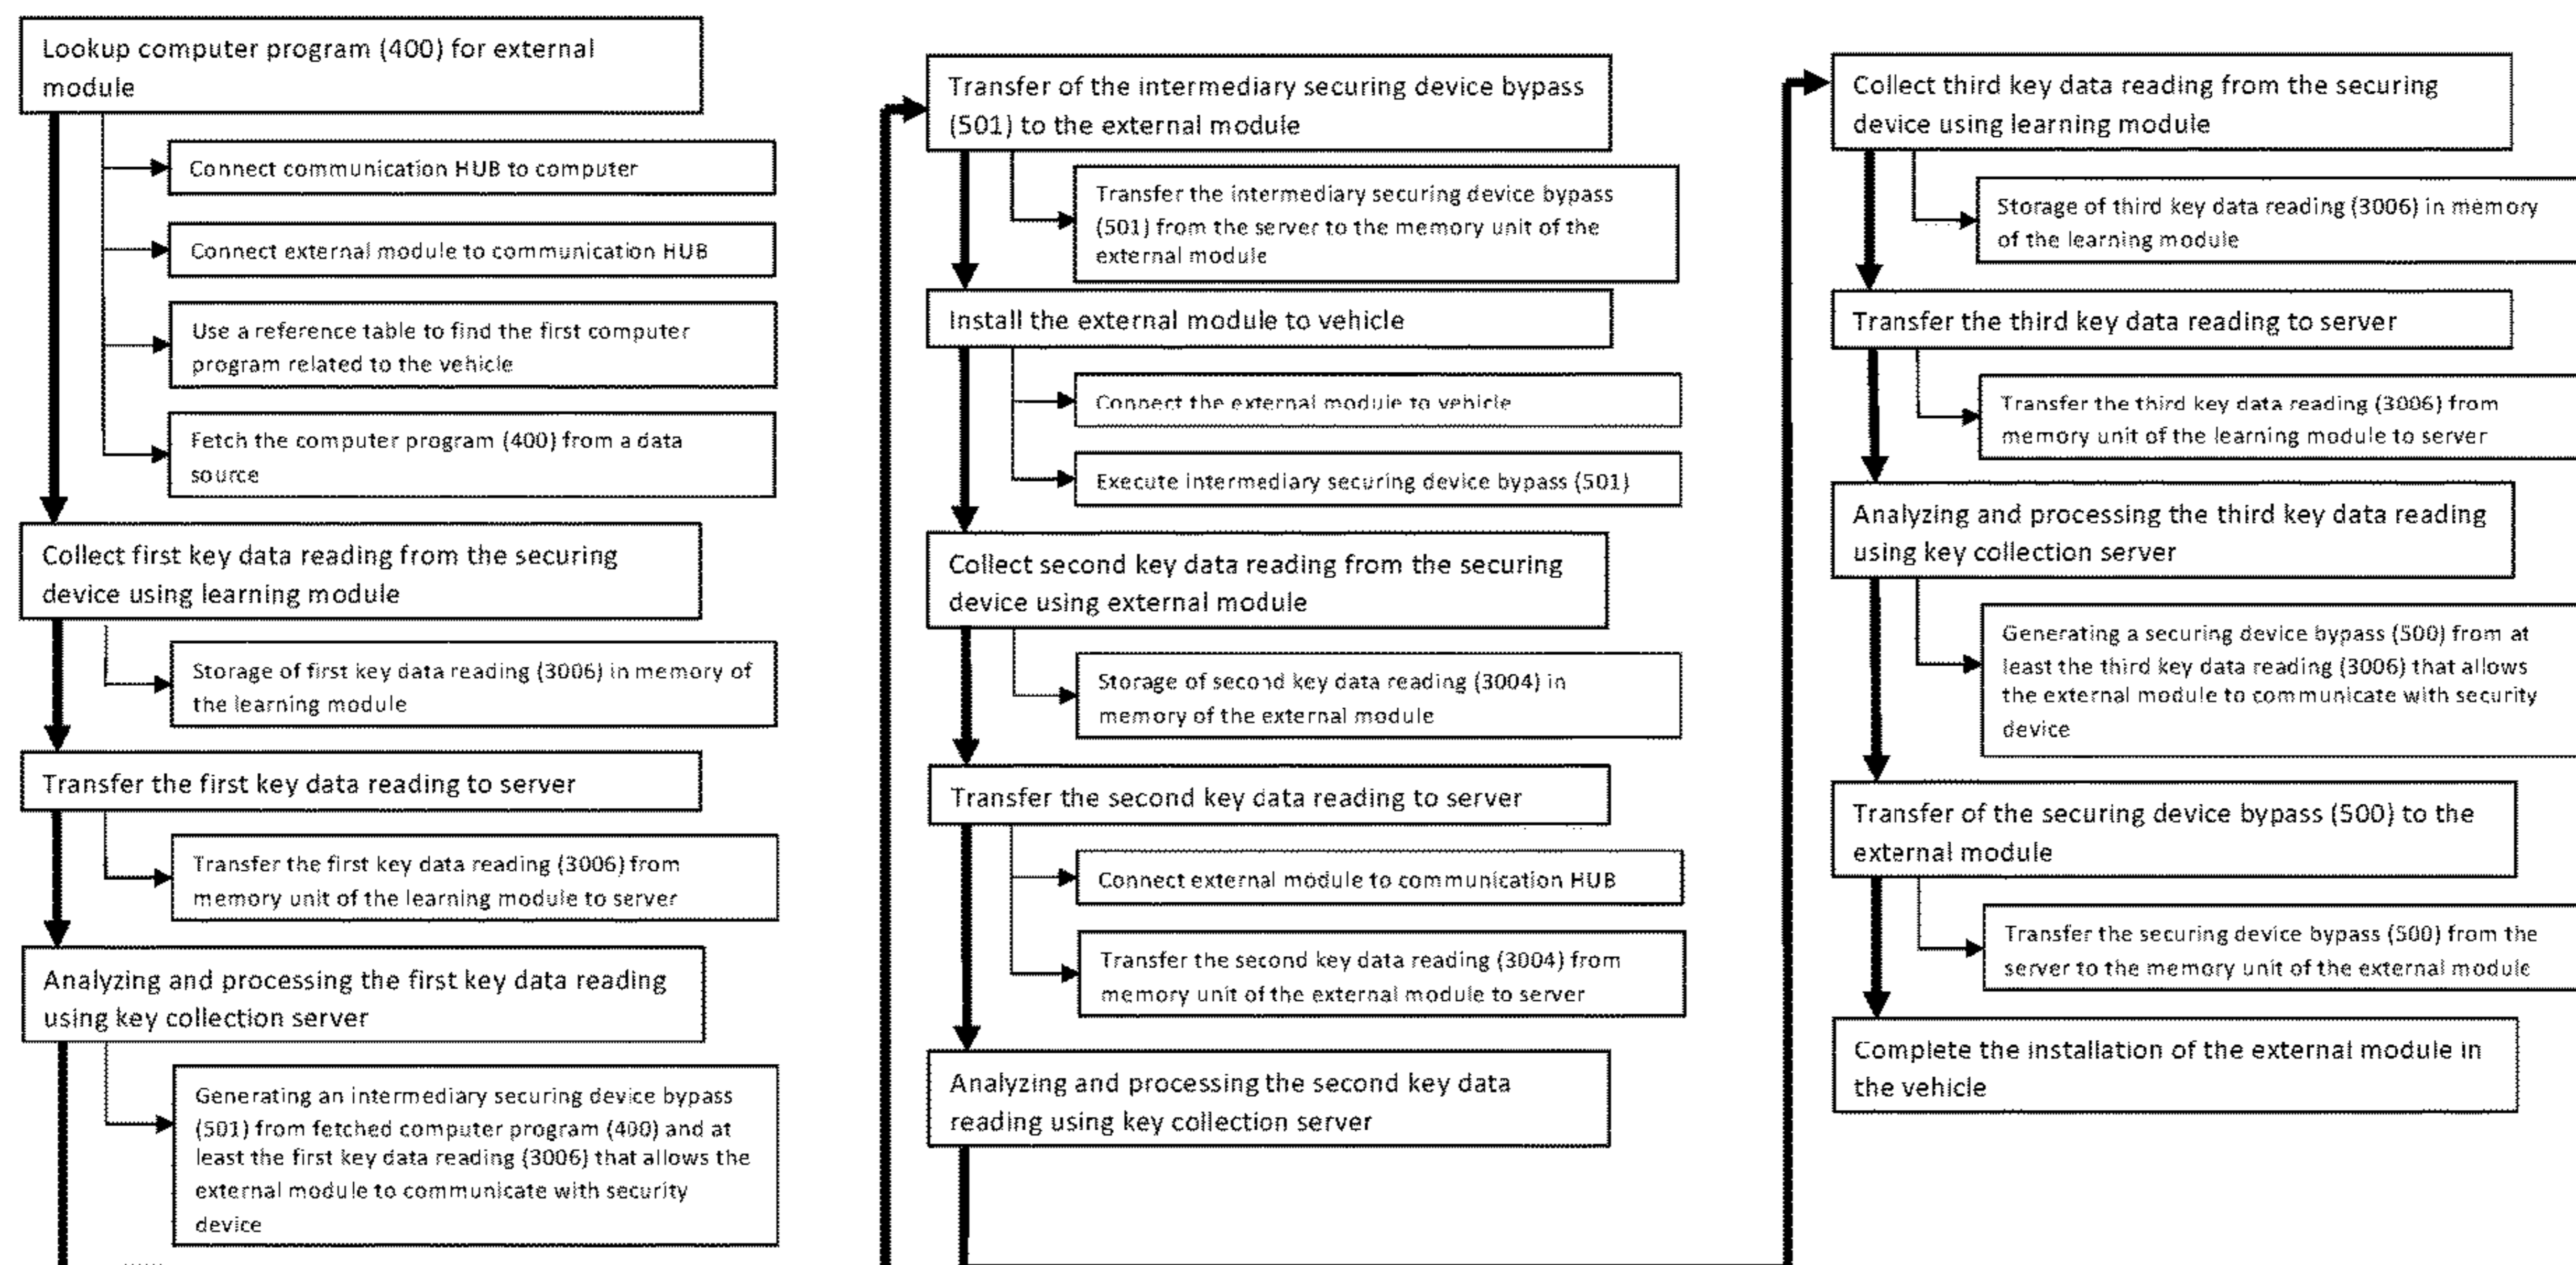 Lookup computer program (400) for external
module
Connect communication HUB to computer
Connect external module to communication HUB
Use a reference table to find the first computer
program related to the vehicle
Fetch the computer program (400) from a data
source
Collect first key data reading from the securing
device using learning module
Storage of first key data reading (3006) in memory of
the learning module
Transfer the first key data reading to server
Transfer the first key data reading (3006) from
memory unit of the learning module to server
Analyzing and processing the first key data reading
using key collection server
Generating an intermediary securing device bypass
(501) from fetched computer program (400) and at
least the first key data reading (3006) that allows the
external module to communicate with security
device
Transfer of the intermediary securing device bypass
(501) to the external module
Transfer the intermediary securing device bypass
(501) from the server to the memory unit of the
external module
Install the external module to vehicle
Connect the external module to vehicle
Execute intermediary securing device bypass (501)
Collect second key data reading from the securing
device using external module
Storage of second key data reading (3004) in
memory of the external module
Transfer the second key data reading to server
Connect external module to communication HUB
Transfer the second key data reading (3004) from
memory unit of the external module to server
Analyzing and processing the second key data
reading using key collection server
Collect third key data reading from the securing
device using learning module
Storage of third key data reading (3006) in memory
of the learning module
Transfer the third key data reading to server
Transfer the third key data reading (3006) from
memory unit of the learning module to server
Analyzing and processing the third key data reading
using key collection server
Generating a securing device bypass (500) from at
least the third key data reading (3006) that allows
the external module to communicate with security
device
Transfer of the securing device bypass (500) to the
external module
Transfer the securing device bypass (500) from the
server to the memory unit of the external module
Complete the installation of the external module in
the vehicle